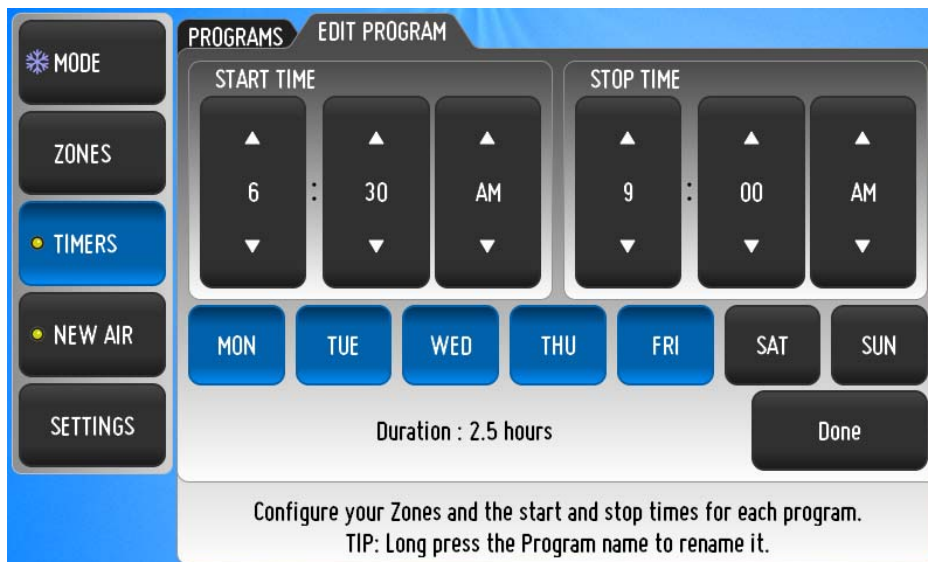 PROGRAMS EDIT PROGRAM
MODE
ZONES
TIMERS
NEW AIR
SETTINGS
START TIME
6 : 30 AM
STOP TIME
9 : 00 AM
MON TUE WED THU FRI SAT SUN
Duration : 2.5 hours
Done
Configure your Zones and the start and stop times for each program.
TIP: Long press the Program name to rename it.